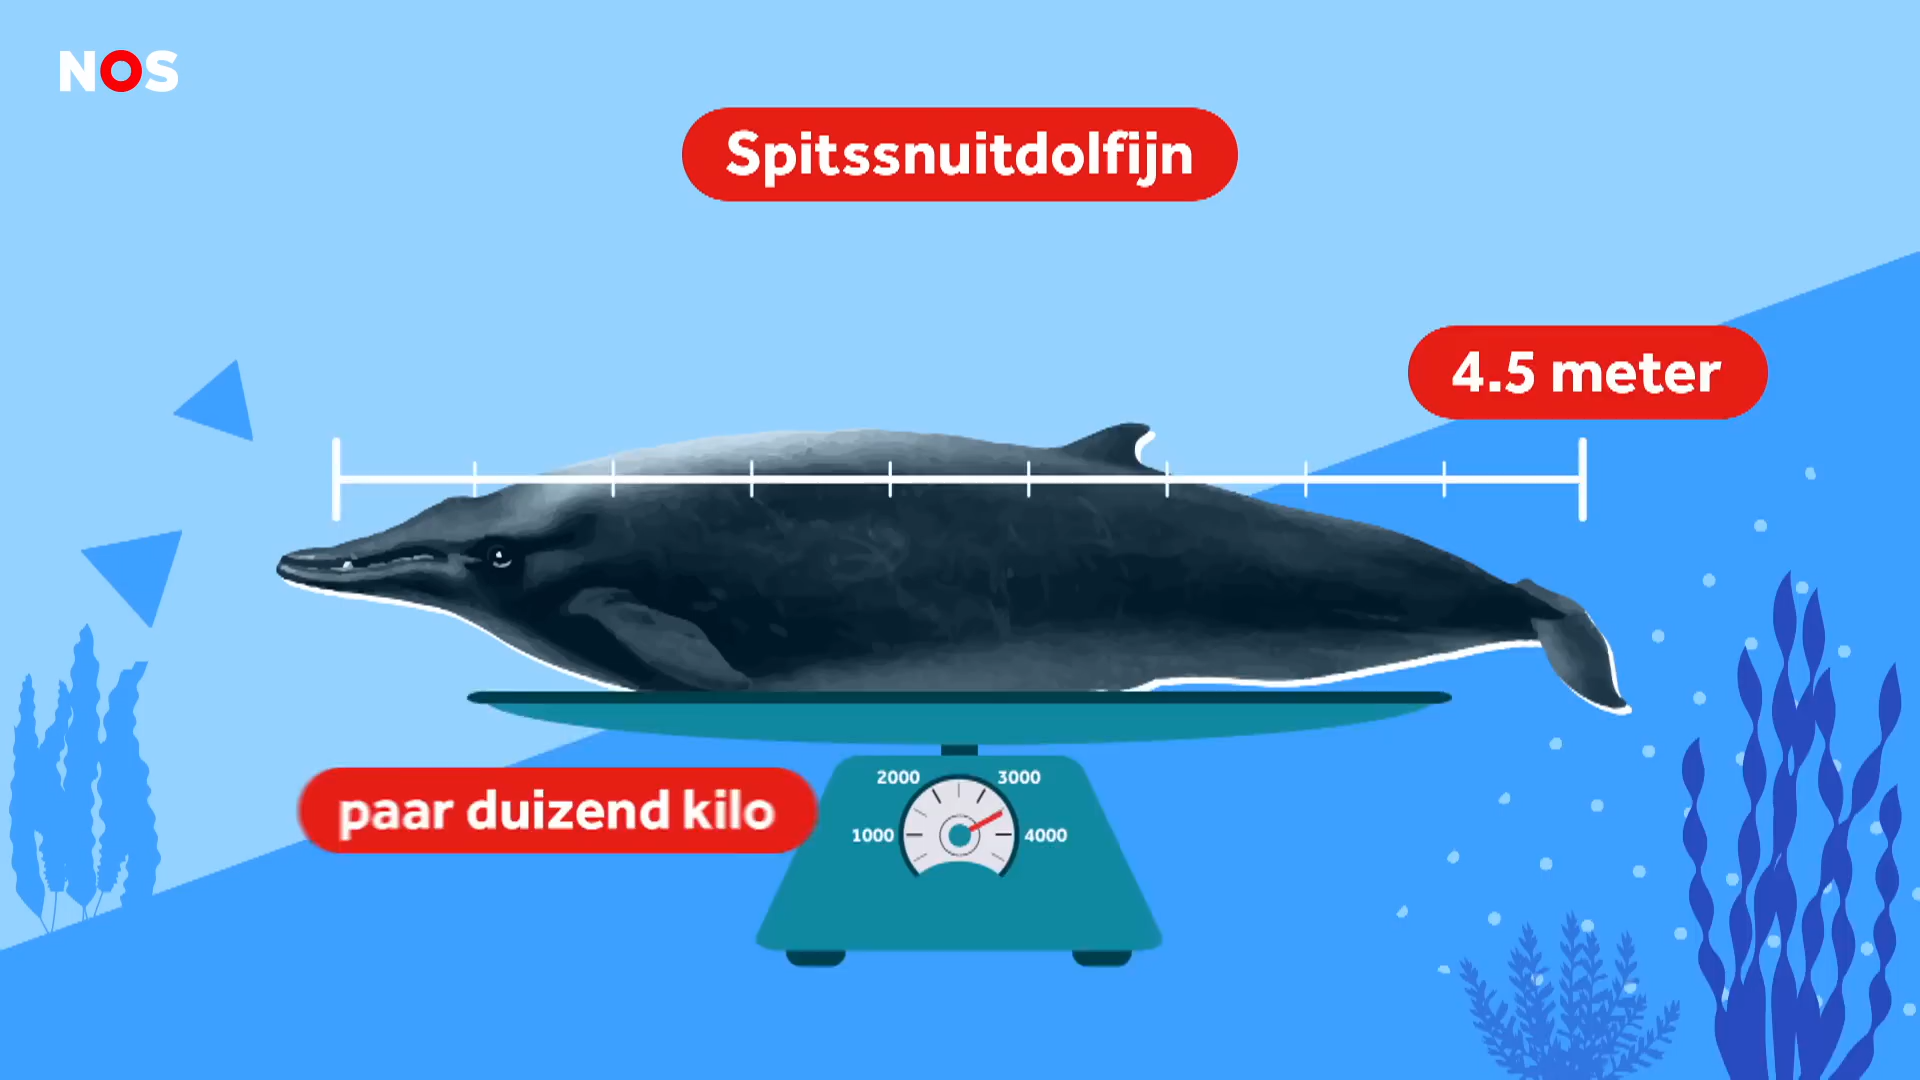 NOS
Spitssnuitdolfijn
4.5 meter
paar duizend kilo
2000 3000
1000 4000